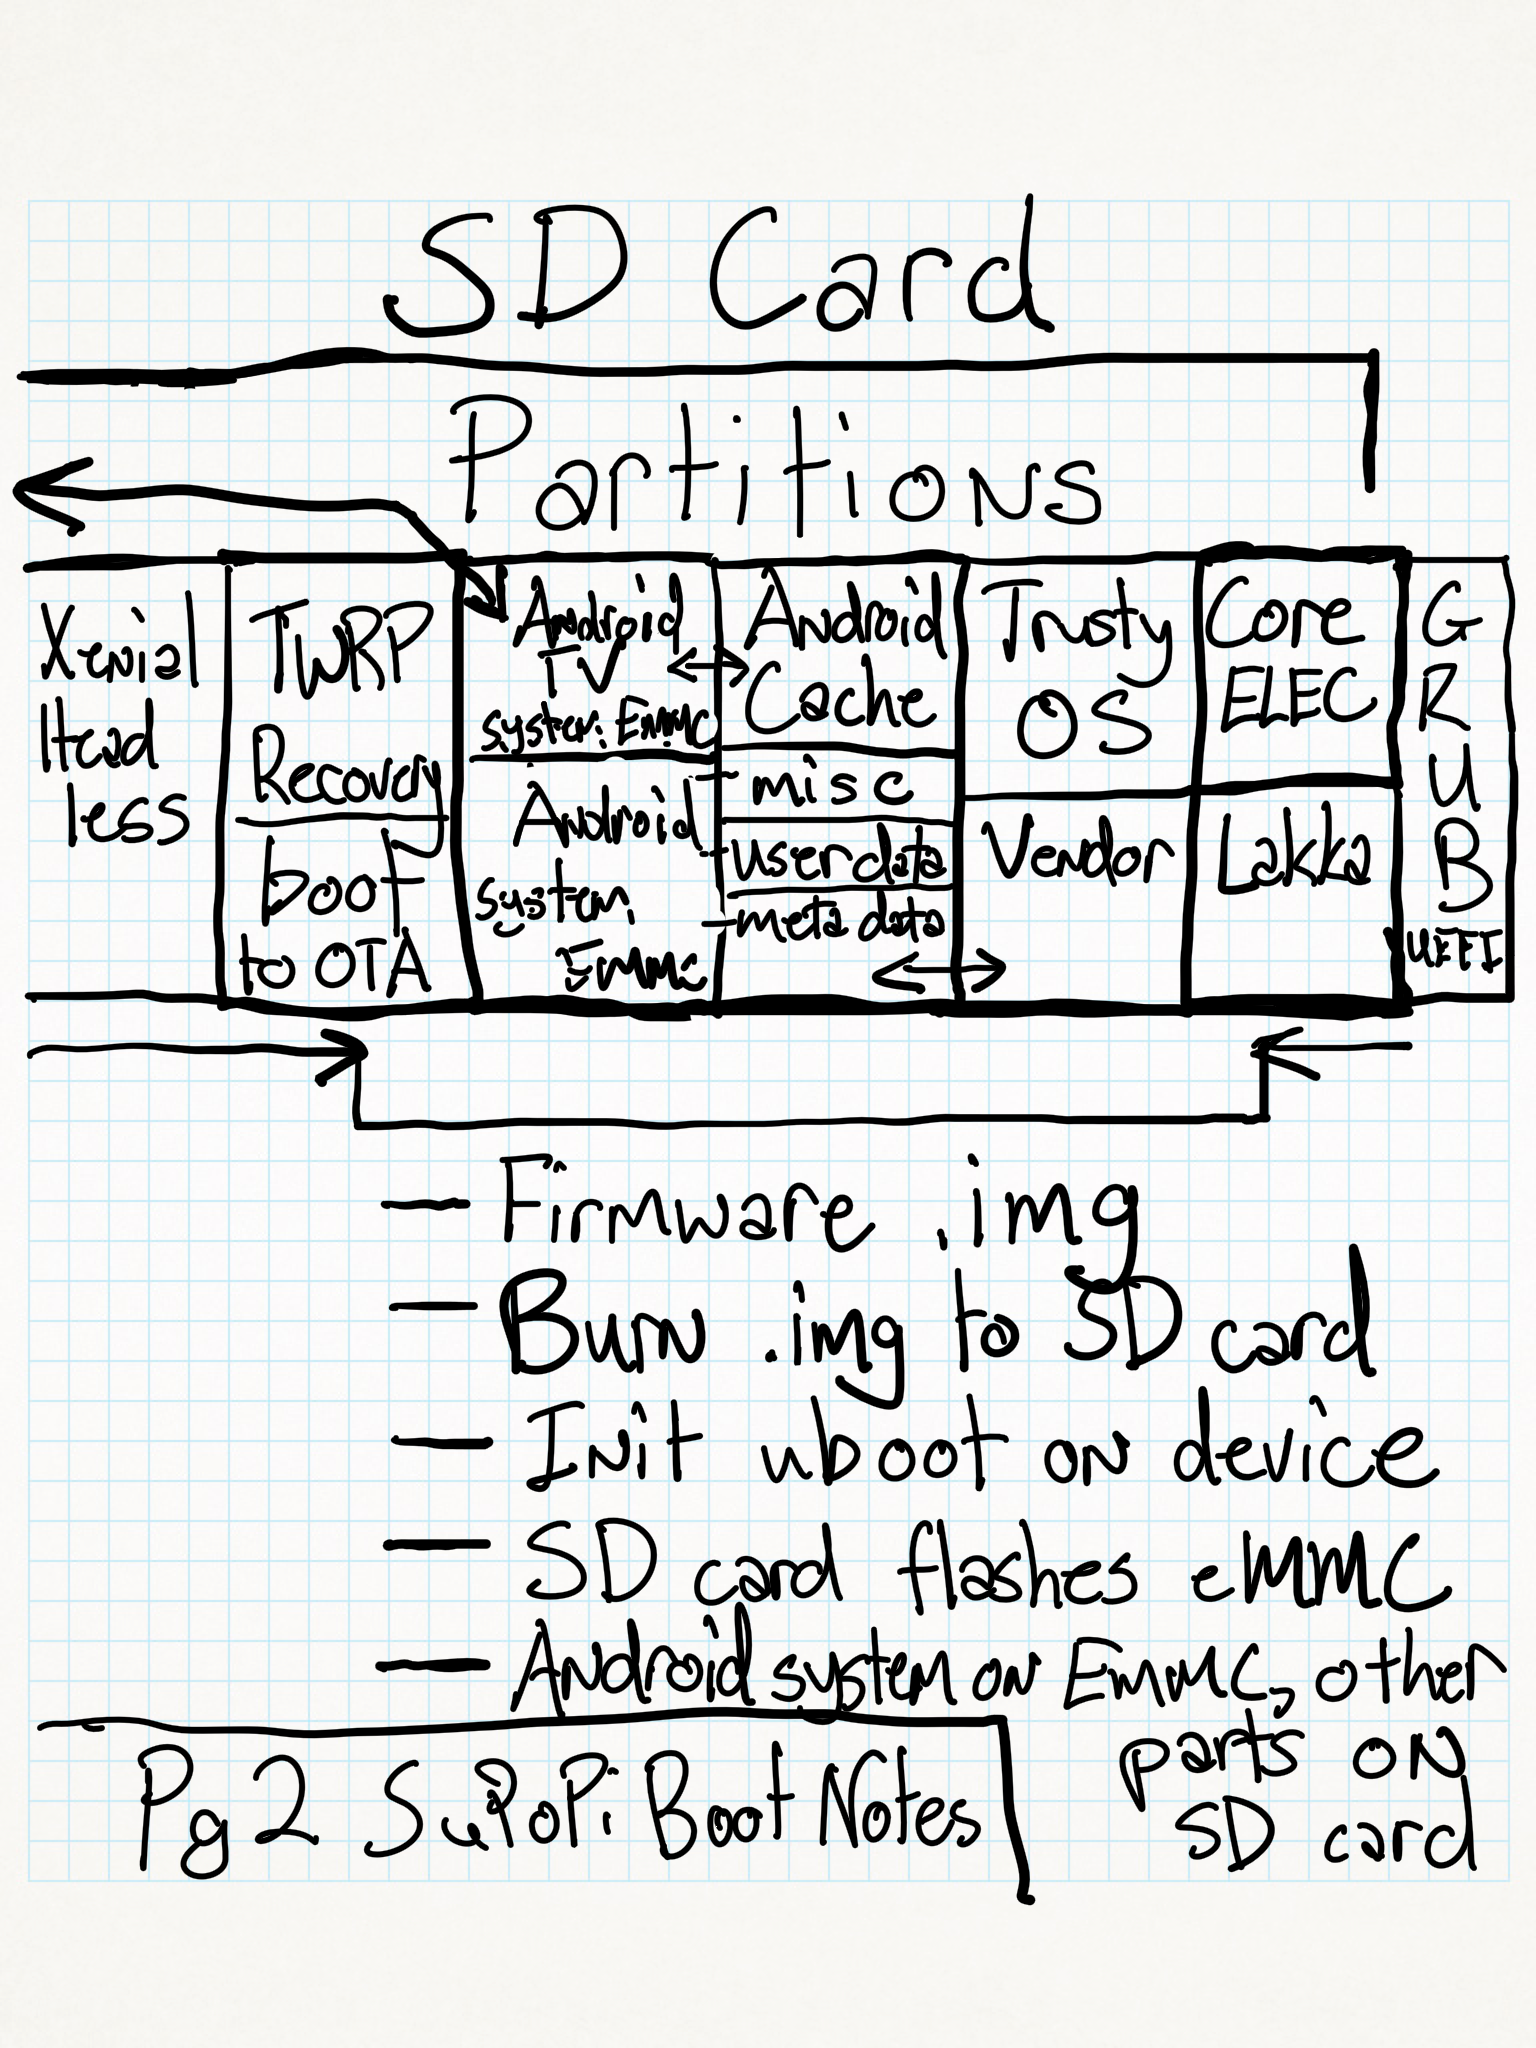 SD Card
Partitions
Xenial
Head
less
TWRP
Recovery
boot
to OTA
Android
TV
system: EMMC
Android
system:
EMMC
Android
Cache
misc
userdata
metadata
Trusty
OS
Vendor
Core
ELEC
Lakka
G
R
U
B
UEFI
— Firmware .img
— Burn .img to SD card
— Init uboot on device
— SD card flashes eMMC
— Android system on EMMC, other
parts on
SD card
Pg 2 SuPoPi Boot Notes